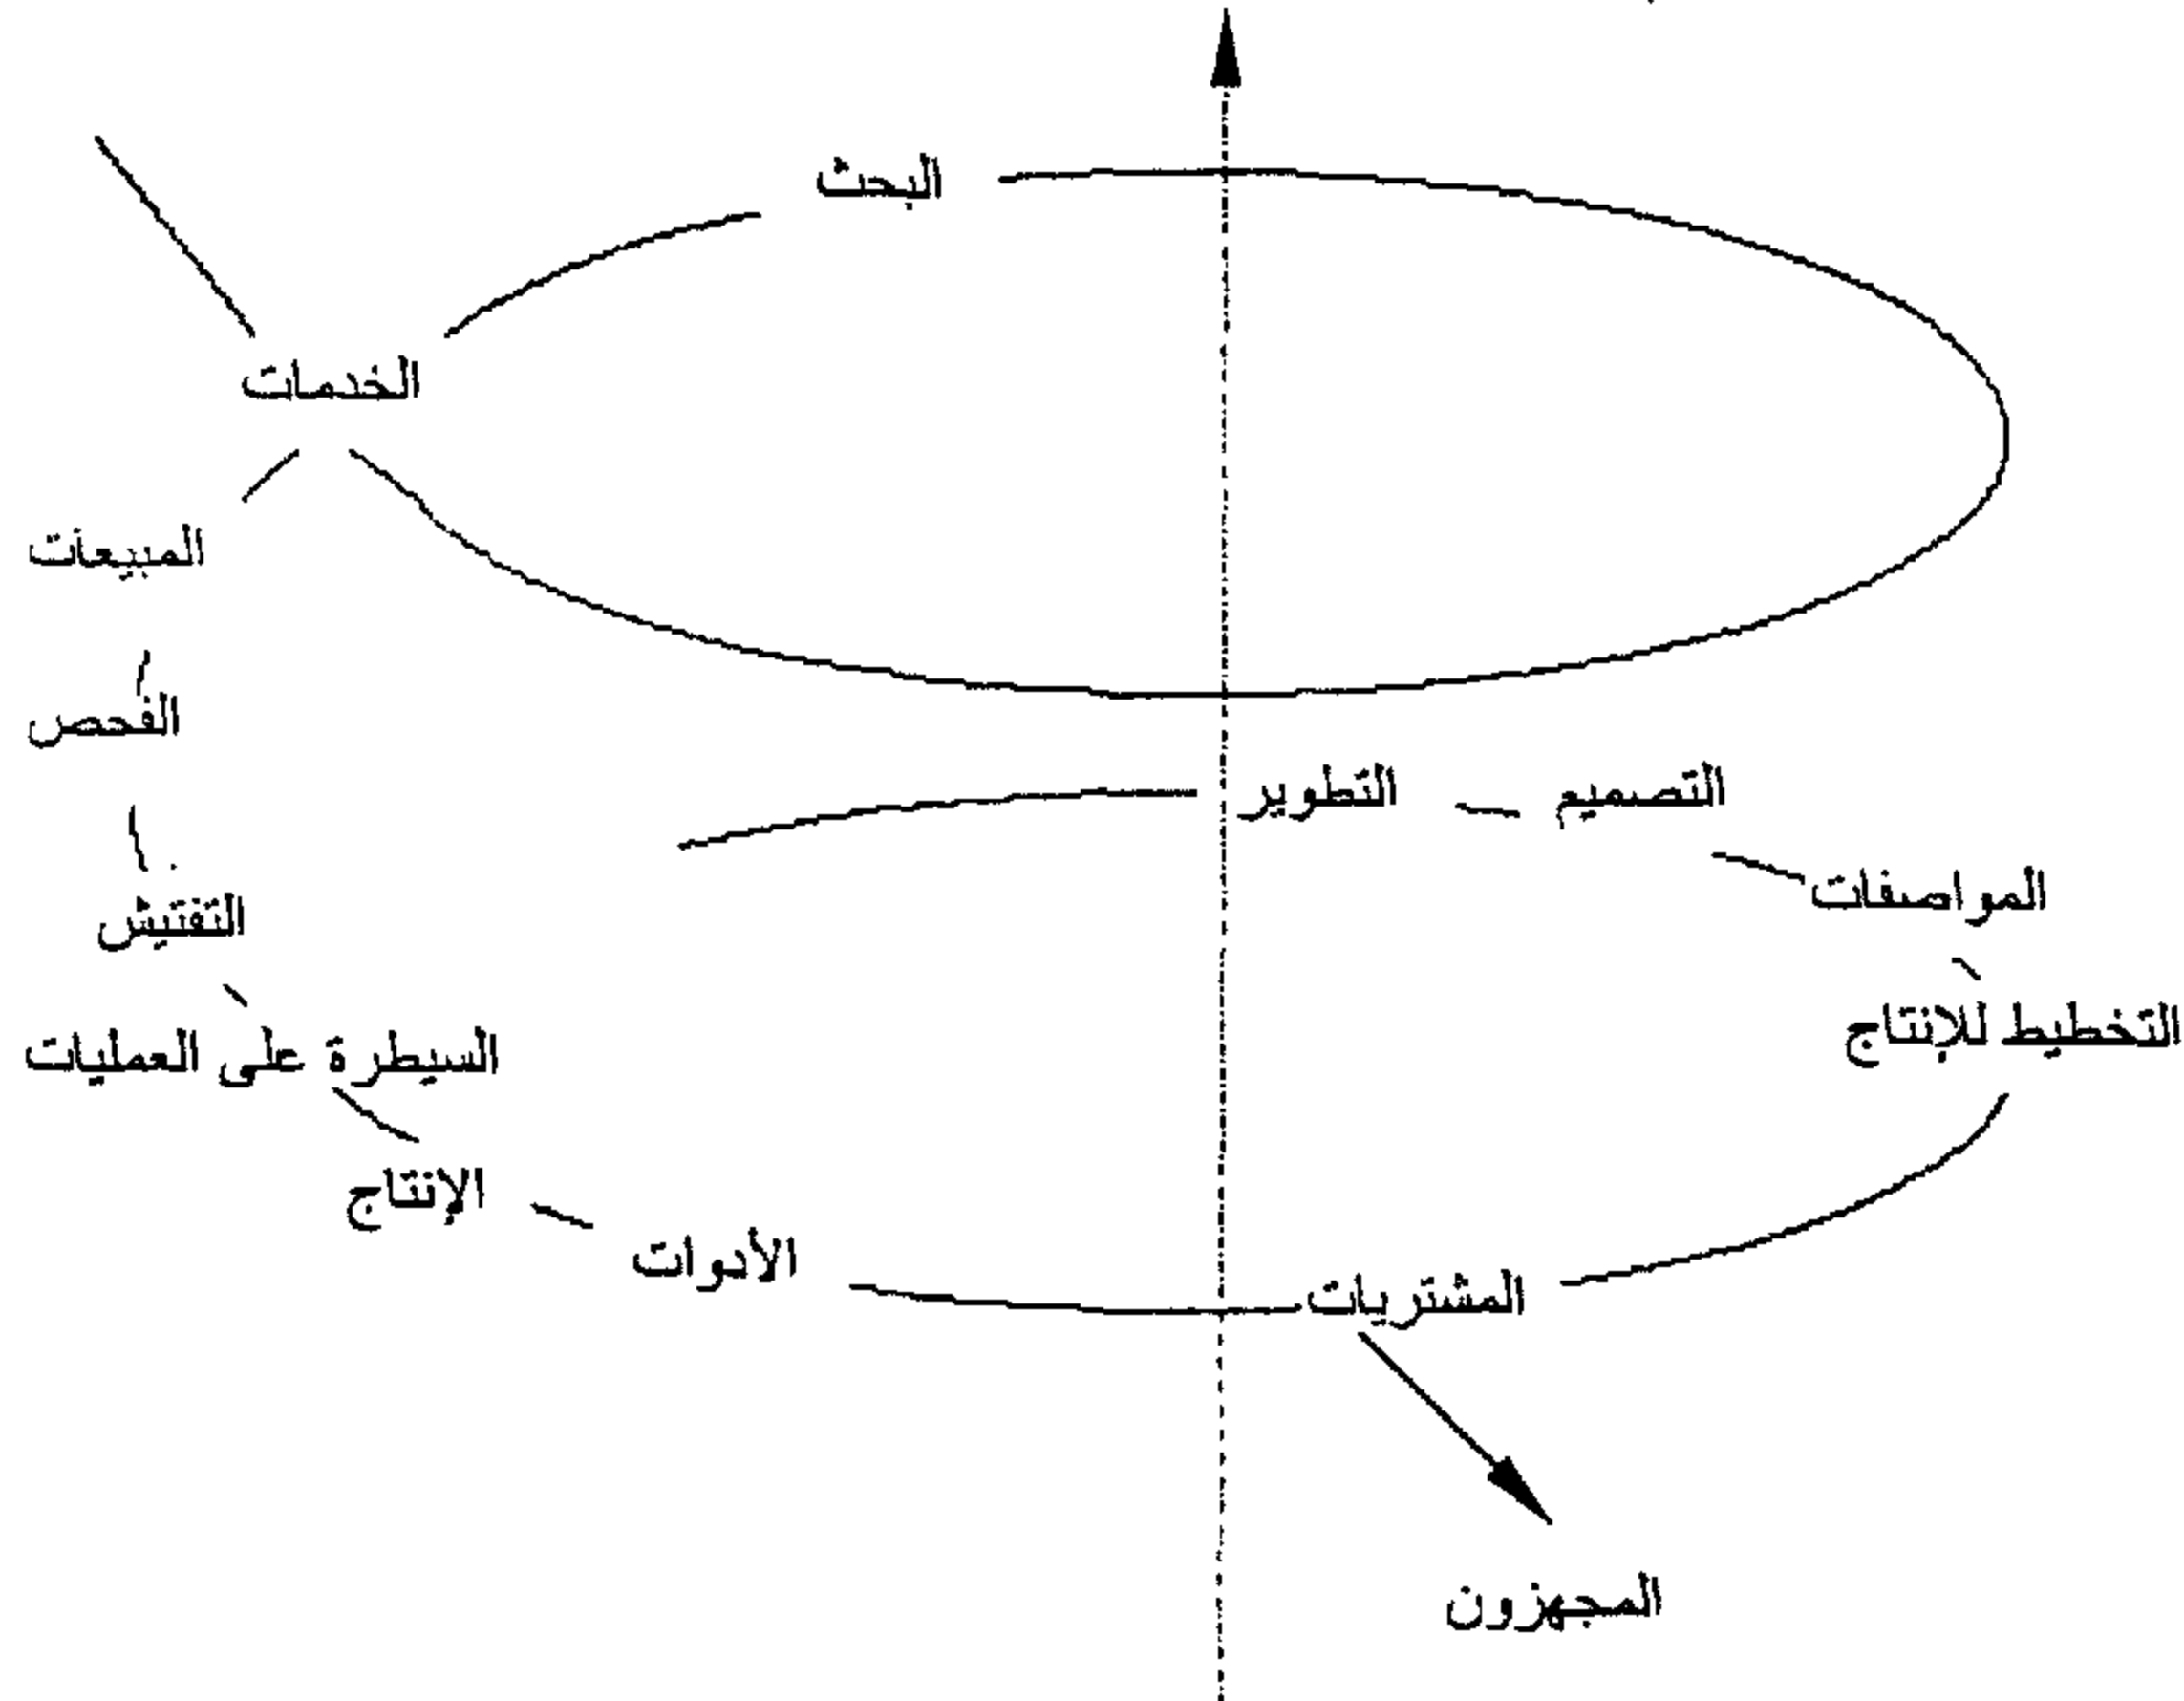 البحث
الخدمات
المبيعات
الفحص
التصميم
التطوير
المواصفات
التفتيش
التخطيط للإنتاج
السيطرة على العمليات
الإنتاج
الأدوات
المشتريات
المجهزون